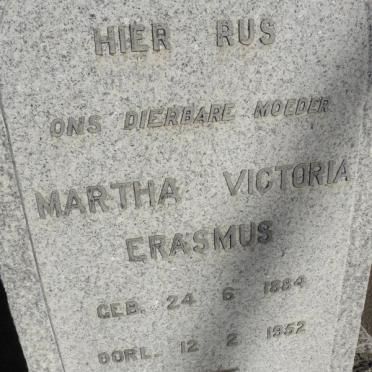 HIER RUS
ONS DIERBARE MOEDER
MARTHA VICTORIA
ERASMUS
GEB. 24 6 1884
OORL. 12 2 1952